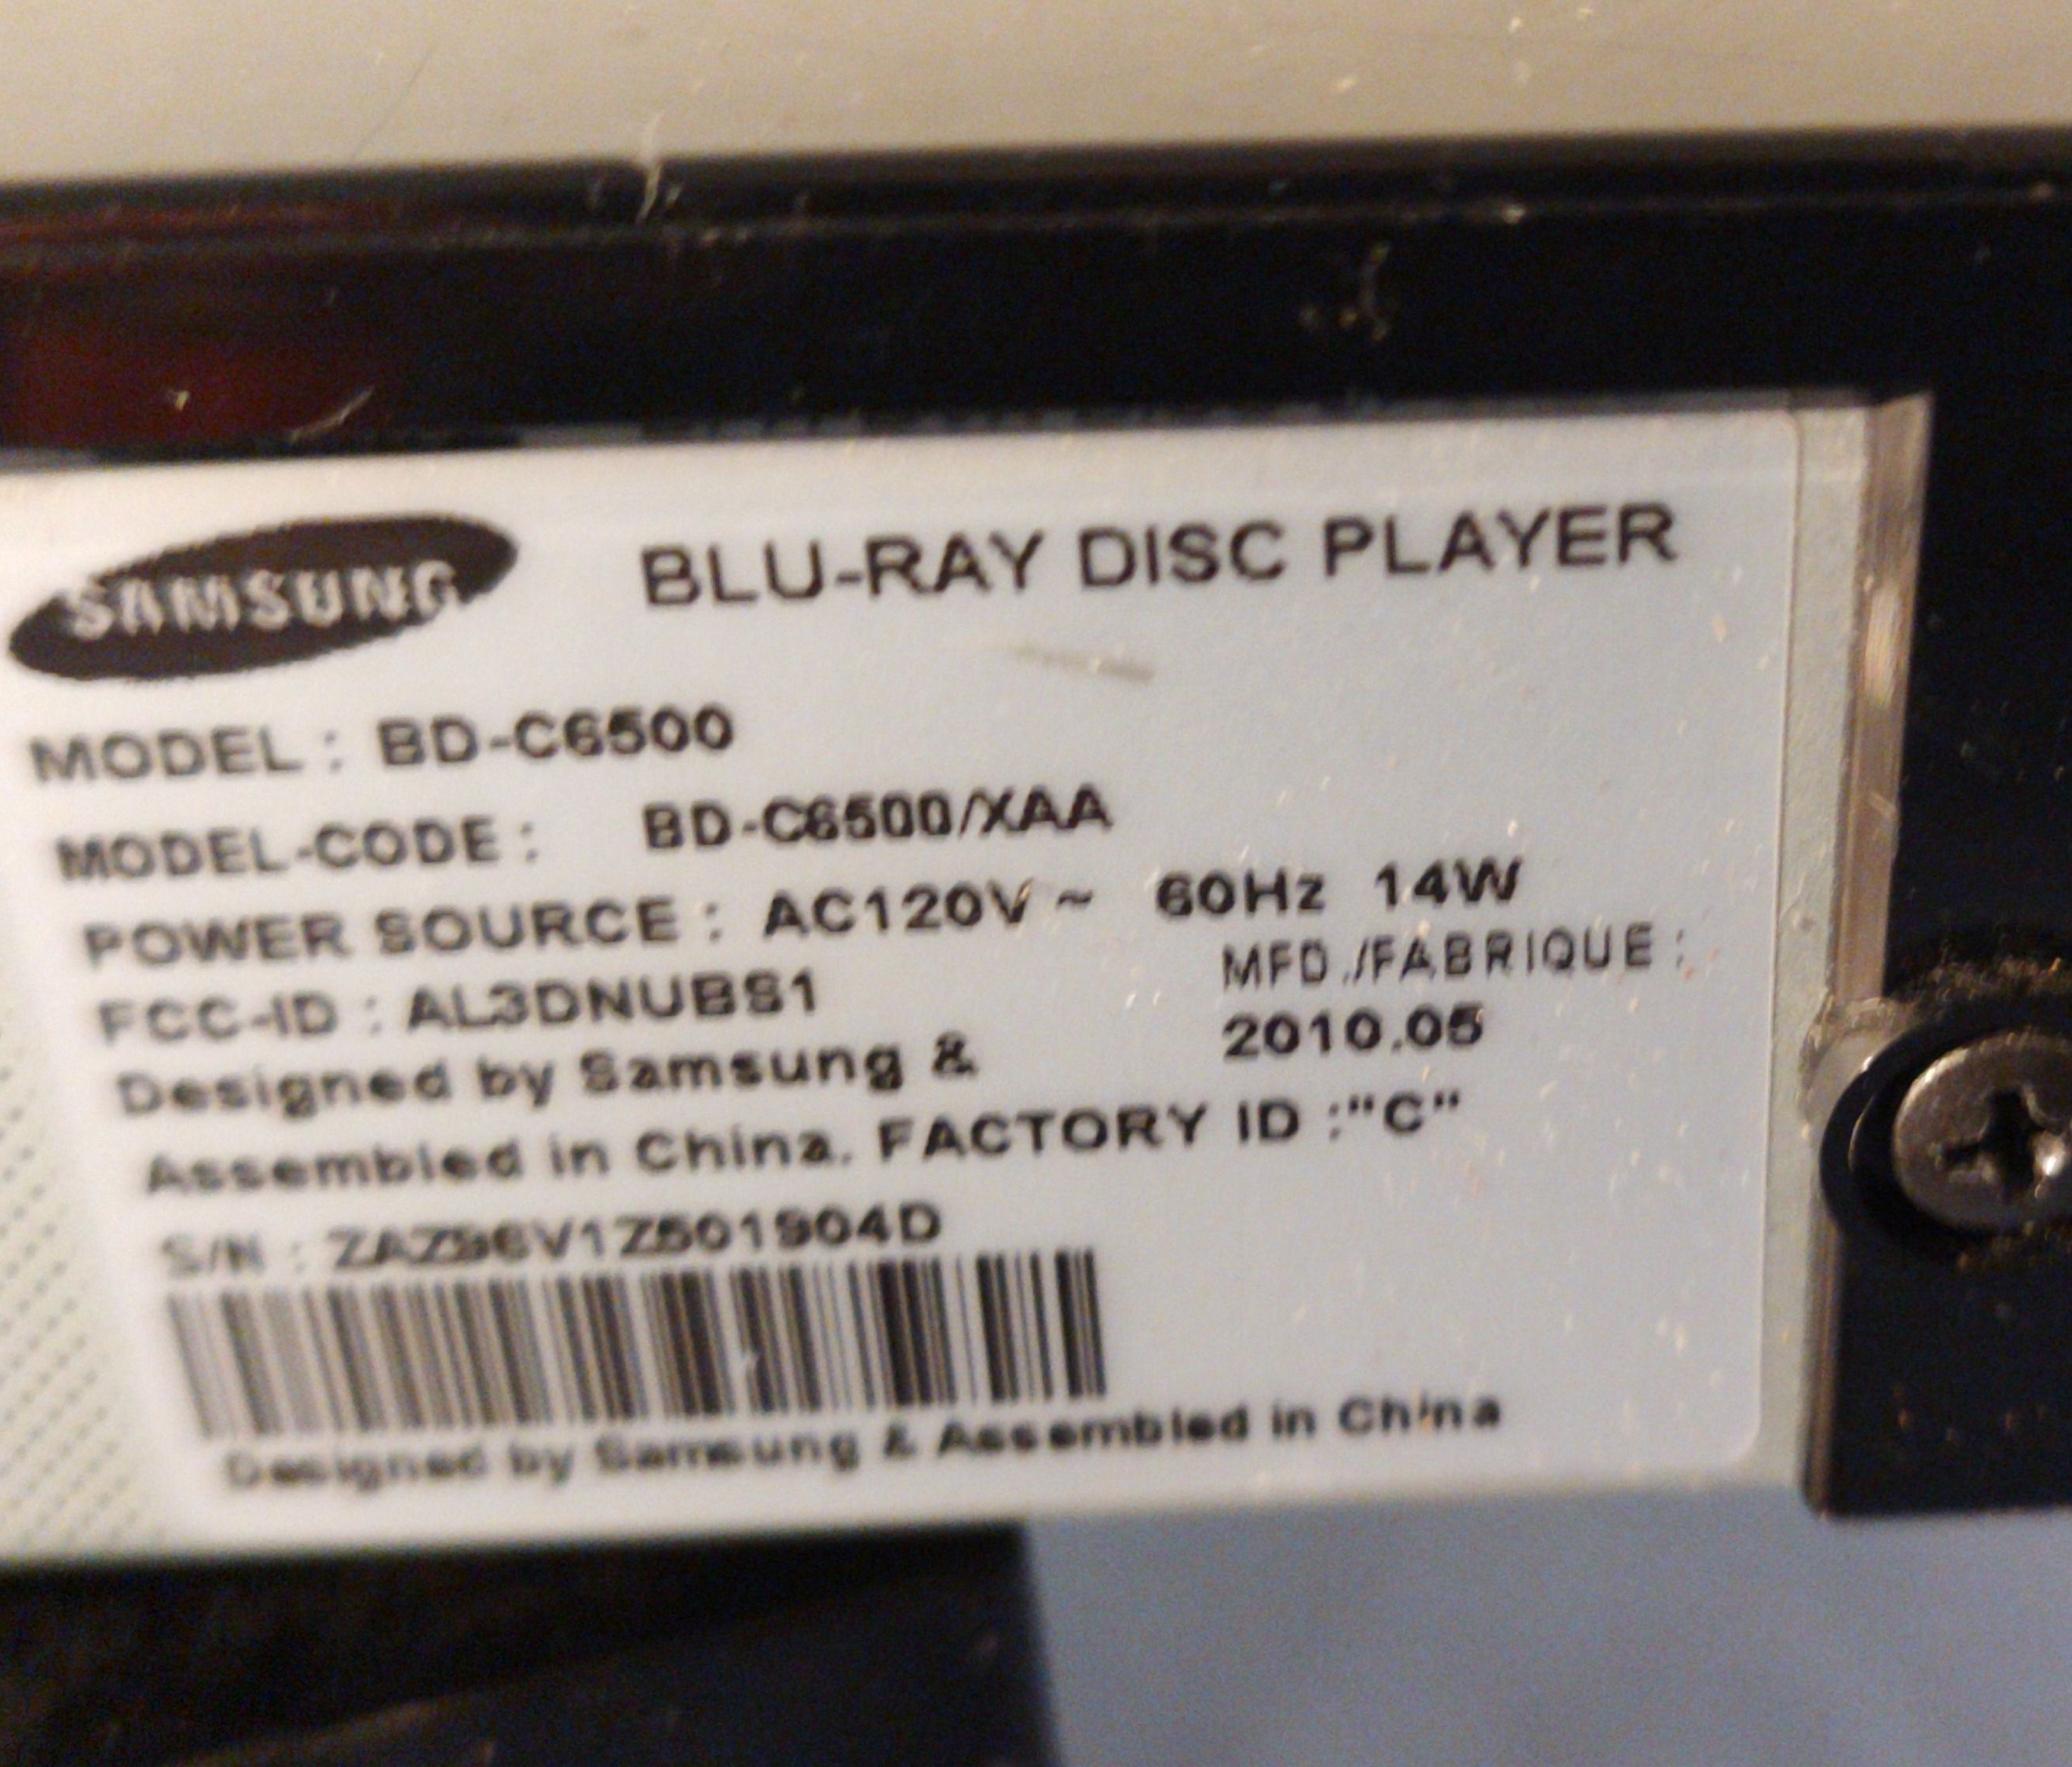 SAMSUNG BLU-RAY DISC PLAYER
MODEL : BD-C6500
MODEL-CODE : BD-C6500/XAA
POWER SOURCE : AC120V ~ 60Hz 14W
FCC-ID : AL3DNUBS1
MFD./FABRIQUE :
2010.05
Designed by Samsung &
Assembled in China. FACTORY ID :"C"
S/N :
Designed by Samsung & Assembled in China